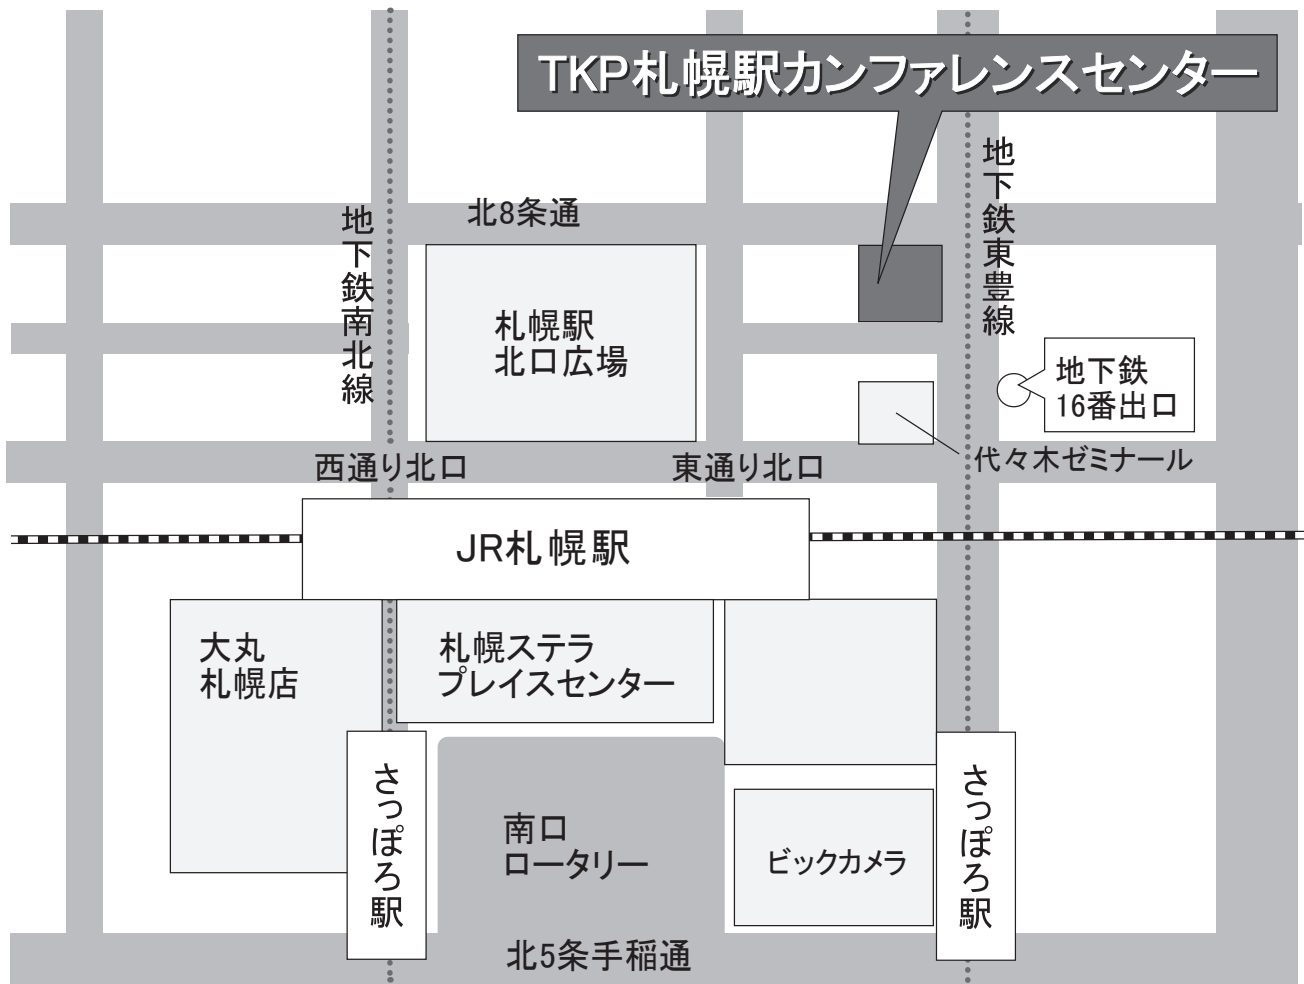 TKP札幌駅カンファレンスセンター
地下鉄東豊線
北8条通
地下鉄南北線
札幌駅
北口広場
地下鉄
16番出口
西通り北口
東通り北口
代々木ゼミナール
JR札幌駅
大丸
札幌店
札幌ステラ
プレイスセンター
さっぽろ駅
さっぽろ駅
南口
ロータリー
ビックカメラ
北5条手稲通